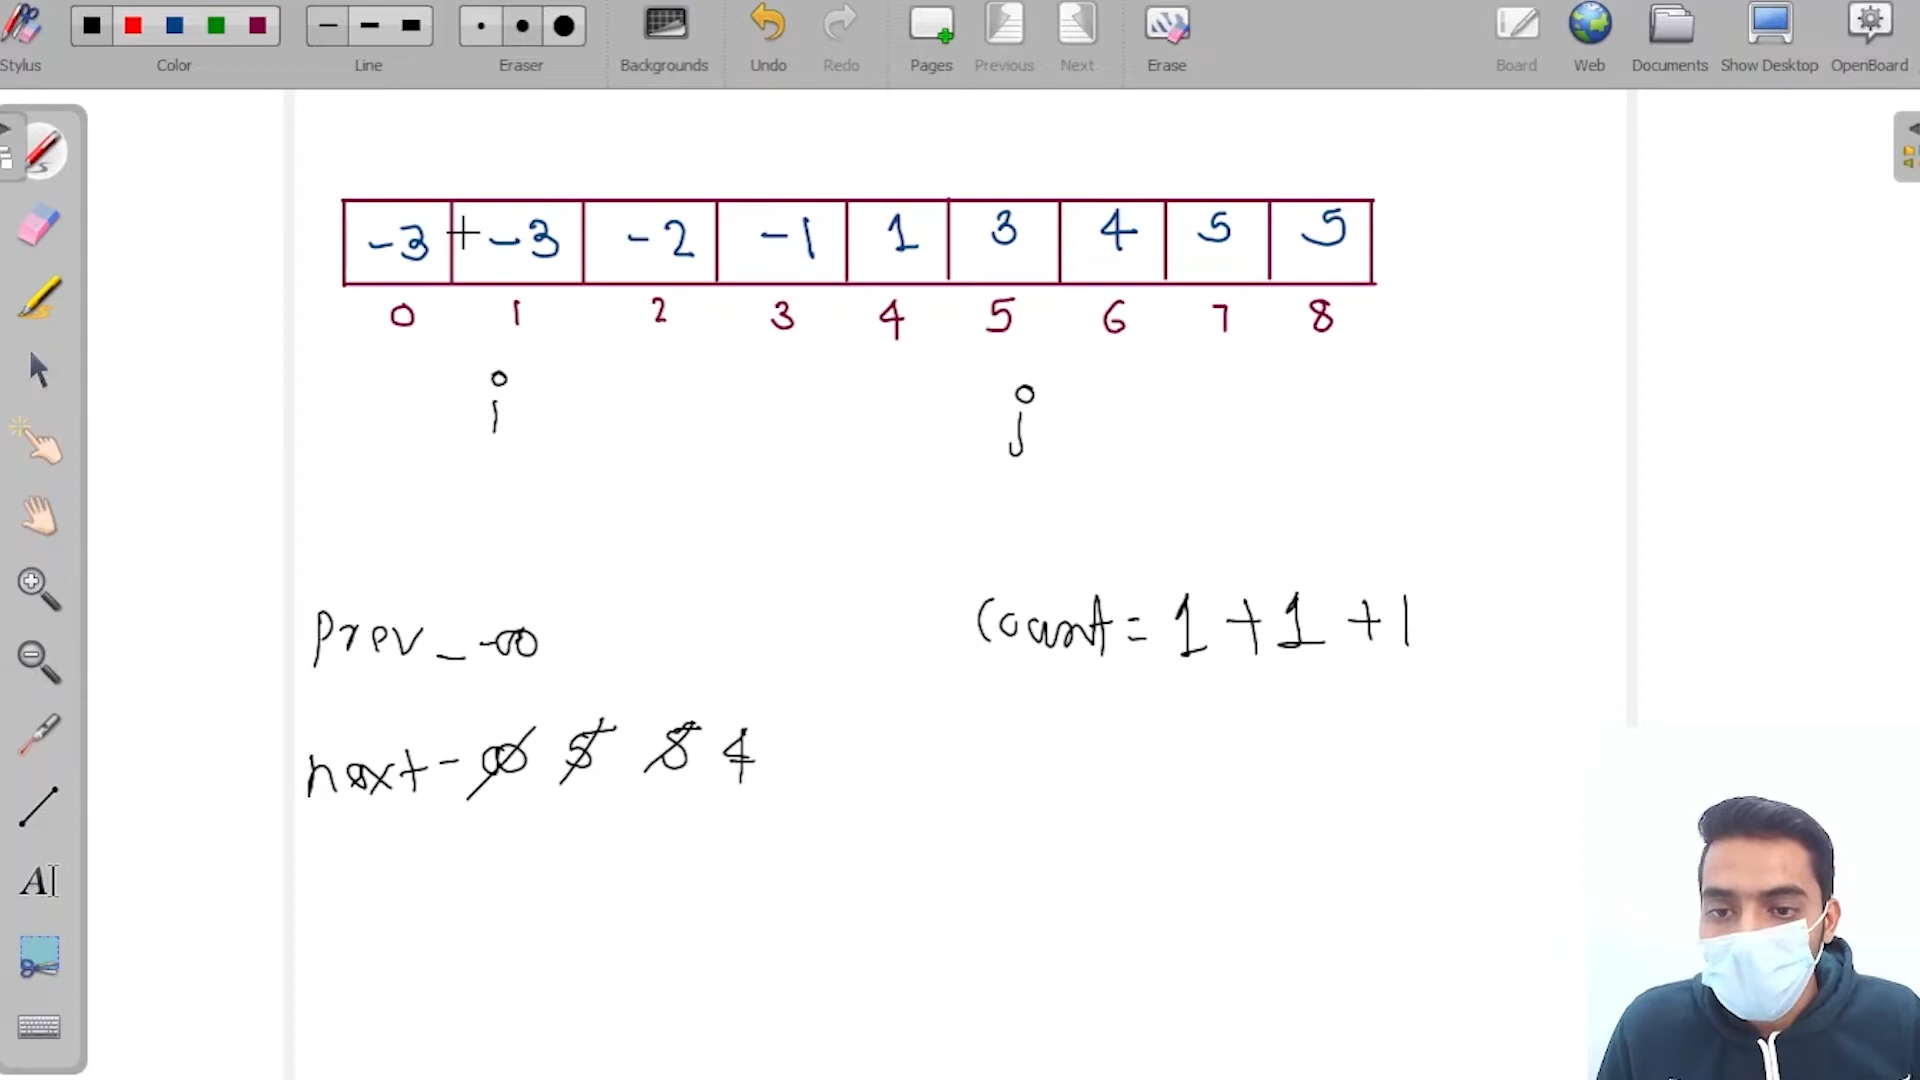 Stylus Color Line Eraser Backgrounds Undo Redo Pages Previous Next Erase Board Web Documents Show Desktop OpenBoard
-3 -3 -2 -1 1 3 4 5 5
0 1 2 3 4 5 6 7 8
i j
prev - -∞
count = 1 + 1 + 1
next - ∞ 5 5 4
AI